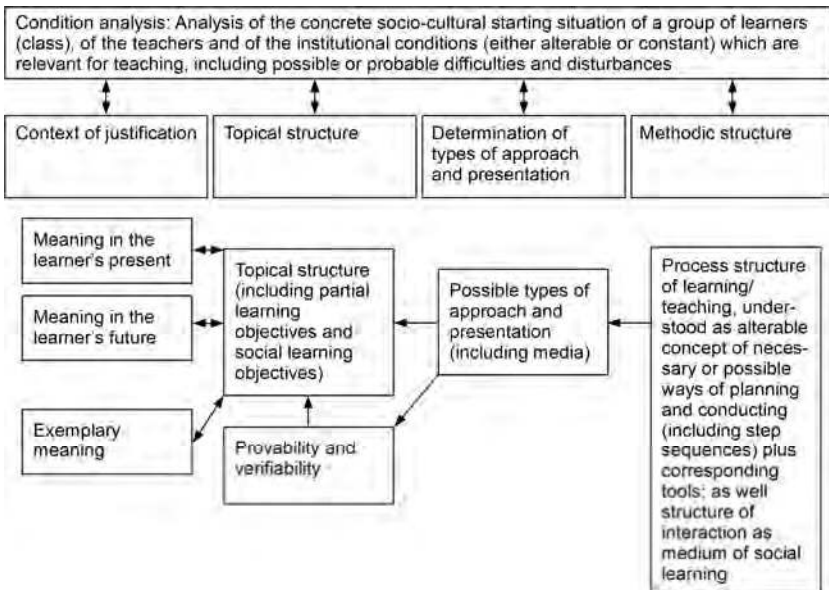 Condition analysis: Analysis of the concrete socio-cultural starting situation of a group of learners
(class), of the teachers and of the institutional conditions (either alterable or constant) which are
relevant for teaching, including possible or probable difficulties and disturbances
Context of justification
Topical structure
Determination of
types of approach
and presentation
Methodic structure
Meaning in the
learner's present
Meaning in the
learner's future
Exemplary
meaning
Topical structure
(including partial
learning
objectives and
social learning
objectives)
Provability and
verifiability
Possible types of
approach and
presentation
(including media)
Process structure
of learning/
teaching, under-
stood as alterable
concept of neces-
sary or possible
ways of planning
and conducting
(including step
sequences) plus
corresponding
tools; as well
structure of
interaction as
medium of social
learning